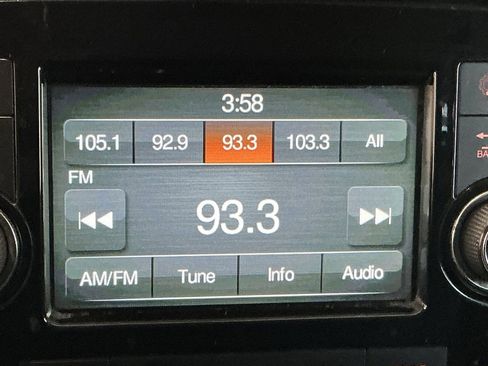 3:58
105.1 92.9 93.3 103.3 All
FM
93.3
AM/FM Tune Info Audio